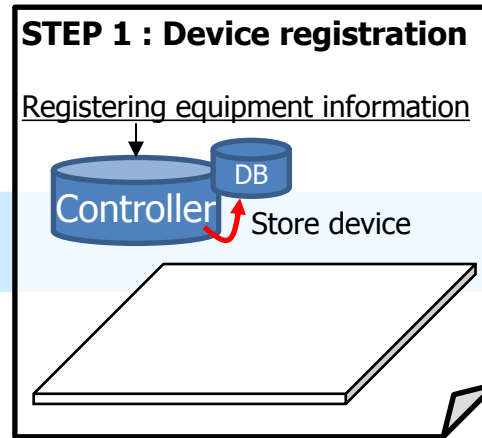 STEP 1 : Device registration
Registering equipment information
DB
Controller
Store device